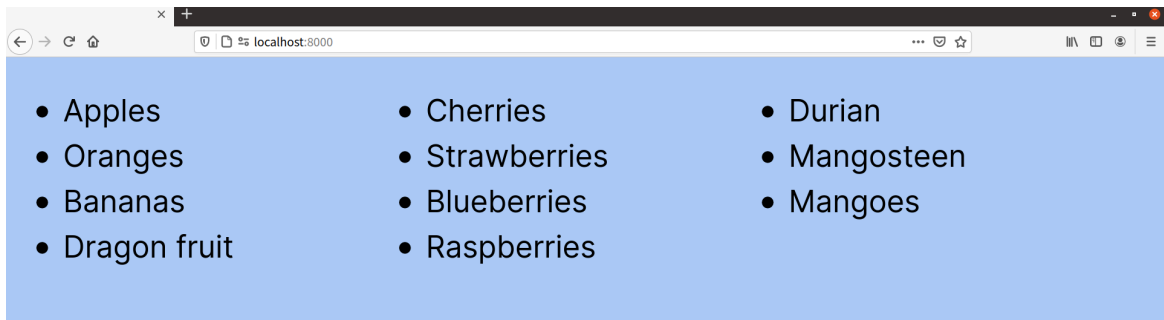 localhost:8000
Apples
Oranges
Bananas
Dragon fruit
Cherries
Strawberries
Blueberries
Raspberries
Durian
Mangosteen
Mangoes